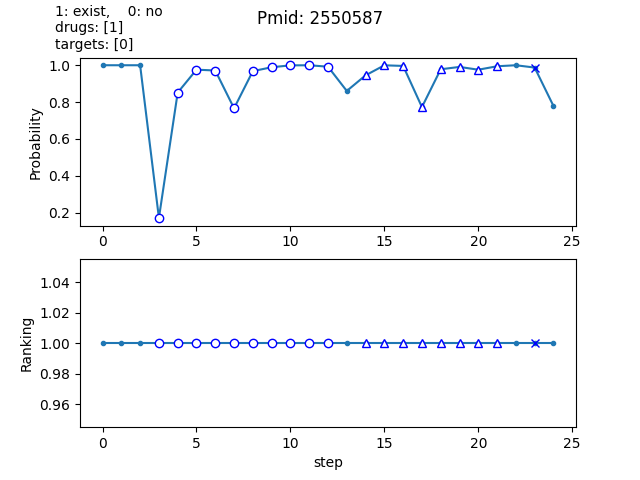 1: exist,    0: no
drugs: [1]
targets: [0]
Pmid: 2550587
Probability
1.0
0.8
0.6
0.4
0.2
0 5 10 15 20 25
Ranking
1.04
1.02
1.00
0.98
0.96
0 5 10 15 20 25
step